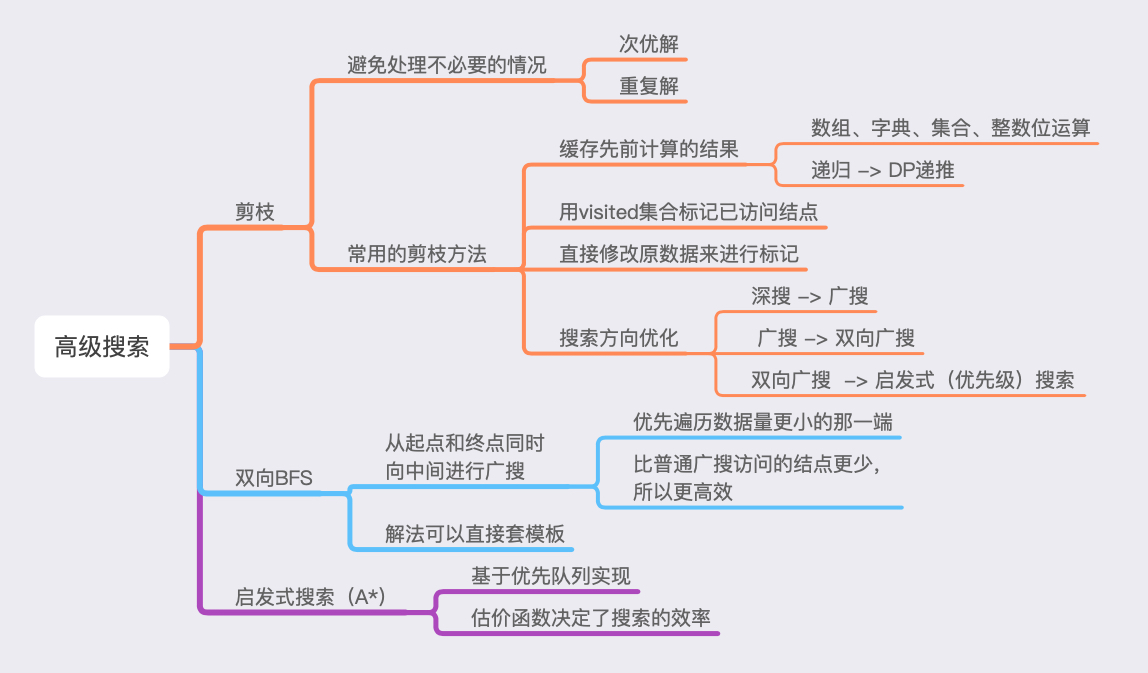 次优解
避免处理不必要的情况
重复解
数组、字典、集合、整数位运算
缓存先前计算的结果
递归 -> DP递推
剪枝
用visited集合标记已访问结点
常用的剪枝方法
直接修改原数据来进行标记
深搜 -> 广搜
搜索方向优化
广搜 -> 双向广搜
高级搜索
双向广搜 -> 启发式（优先级）搜索
优先遍历数据量更小的那一端
从起点和终点同时
向中间进行广搜
比普通广搜访问的结点更少，
所以更高效
双向BFS
解法可以直接套模板
基于优先队列实现
启发式搜索（A*）
估价函数决定了搜索的效率